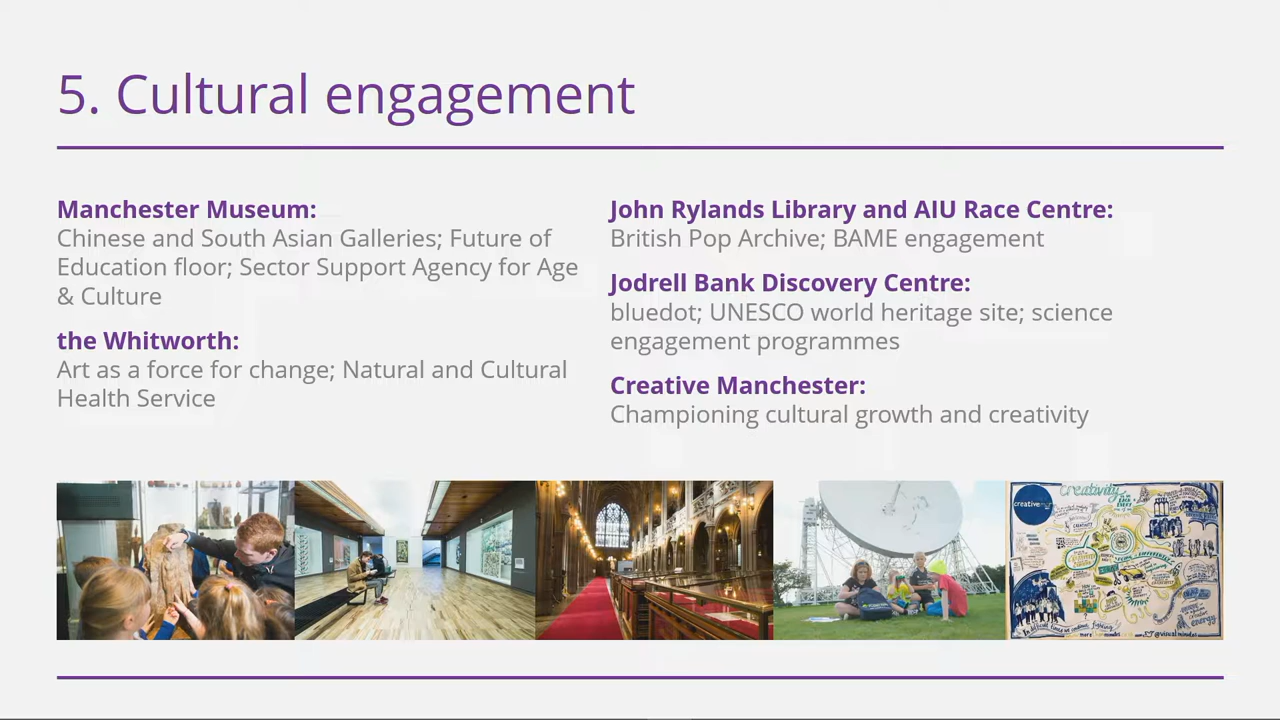 5. Cultural engagement
Manchester Museum:
Chinese and South Asian Galleries; Future of
Education floor; Sector Support Agency for Age
& Culture
the Whitworth:
Art as a force for change; Natural and Cultural
Health Service
John Rylands Library and AIU Race Centre:
British Pop Archive; BAME engagement
Jodrell Bank Discovery Centre:
bluedot; UNESCO world heritage site; science
engagement programmes
Creative Manchester:
Championing cultural growth and creativity
Creativity
energy
@visualminutes